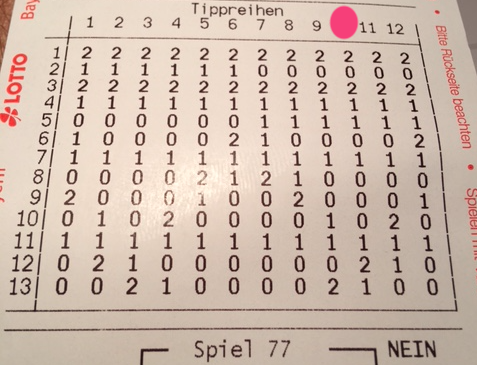 Tippreihen
1 2 3 4 5 6 7 8 9 11 12
1 2 2 2 2 2 2 2 2 2 2 2 2
2 1 1 1 1 1 1 0 0 0 0 0 0
3 2 2 2 2 2 2 2 2 2 2 2 2
4 1 1 1 1 1 1 1 1 1 1 1 1
5 0 0 0 0 0 0 1 1 1 1 1 1
6 1 0 0 0 0 2 1 0 0 0 0 2
7 1 1 1 1 1 1 1 1 1 1 1 1
8 0 0 0 0 2 1 2 1 0 0 0 0
9 2 0 0 0 1 0 0 2 0 0 0 1
10 0 1 0 2 0 0 0 0 1 0 2 0
11 1 1 1 1 1 1 1 1 1 1 1 1
12 0 2 1 0 0 0 0 0 0 2 1 0
13 0 0 2 1 0 0 0 0 2 1 0 0
Spiel 77 NEIN
LOTTO
Bay
Bitte Rückseite beachten